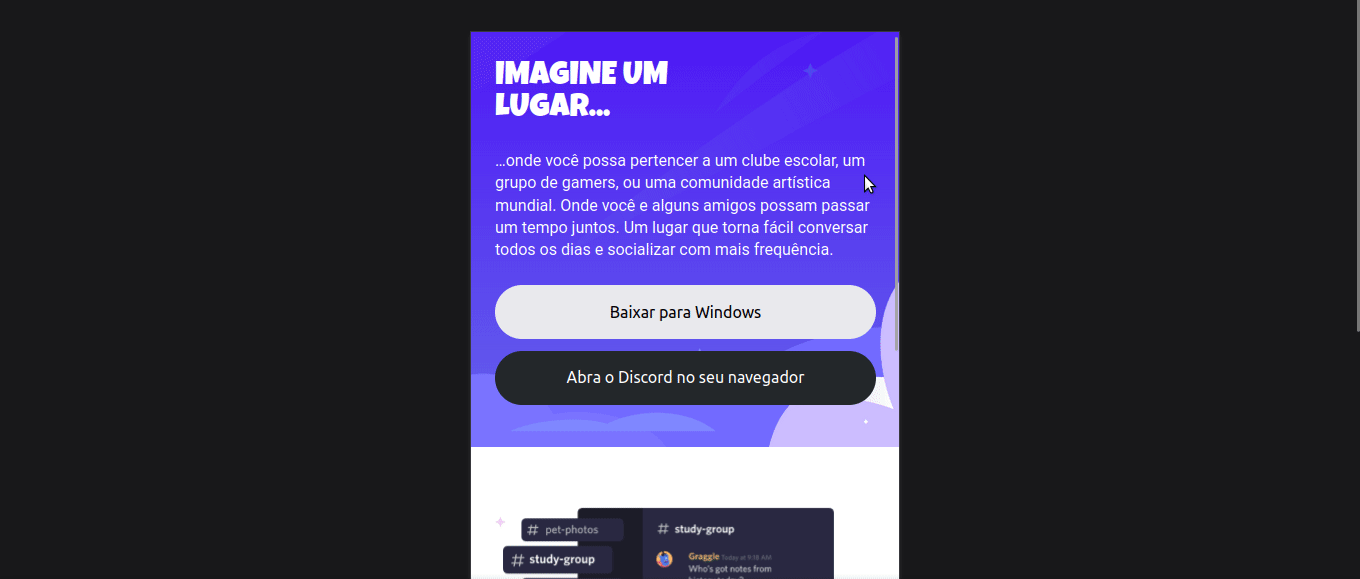 IMAGINE UM
LUGAR...
...onde você possa pertencer a um clube escolar, um
grupo de gamers, ou uma comunidade artística
mundial. Onde você e alguns amigos possam passar
um tempo juntos. Um lugar que torna fácil conversar
todos os dias e socializar com mais frequência.
Baixar para Windows
Abra o Discord no seu navegador
# pet-photos
# study-group
# study-group
Graggle Today at 9:18 AM
Who's got notes from